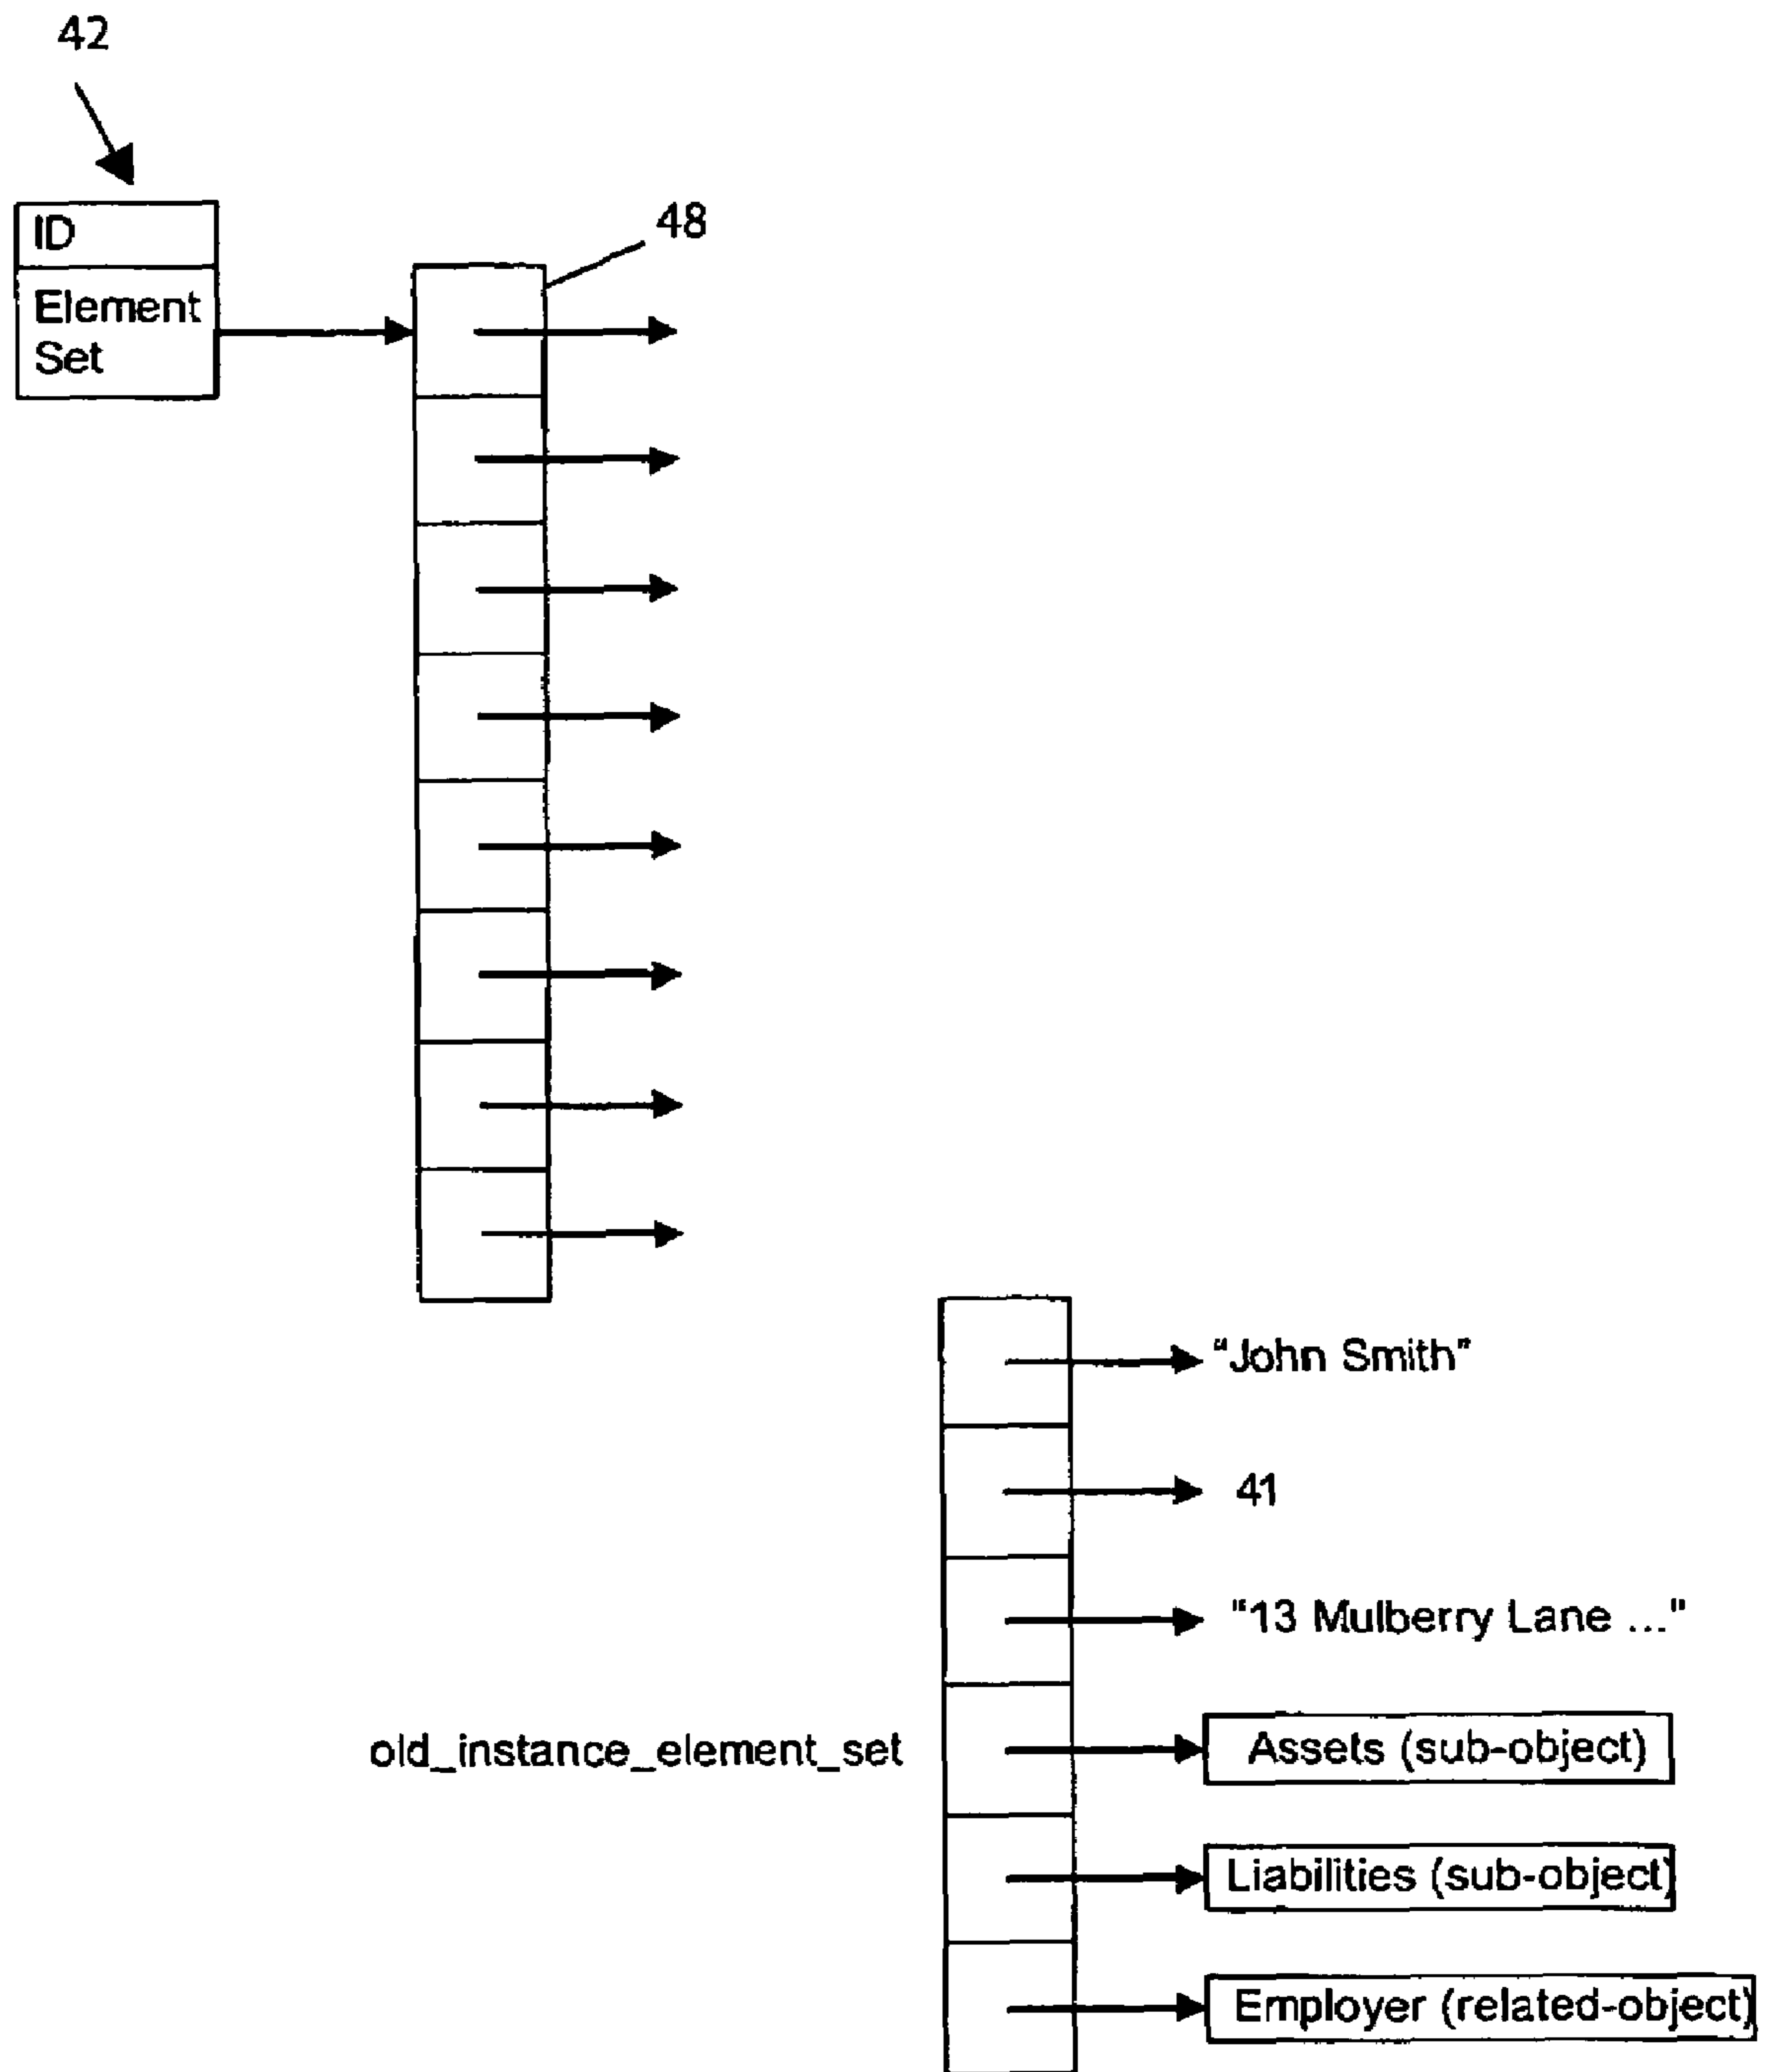 42
ID
48
Element
Set
"John Smith"
41
"13 Mulberry Lane ..."
old_instance_element_set
Assets (sub-object)
Liabilities (sub-object)
Employer (related-object)